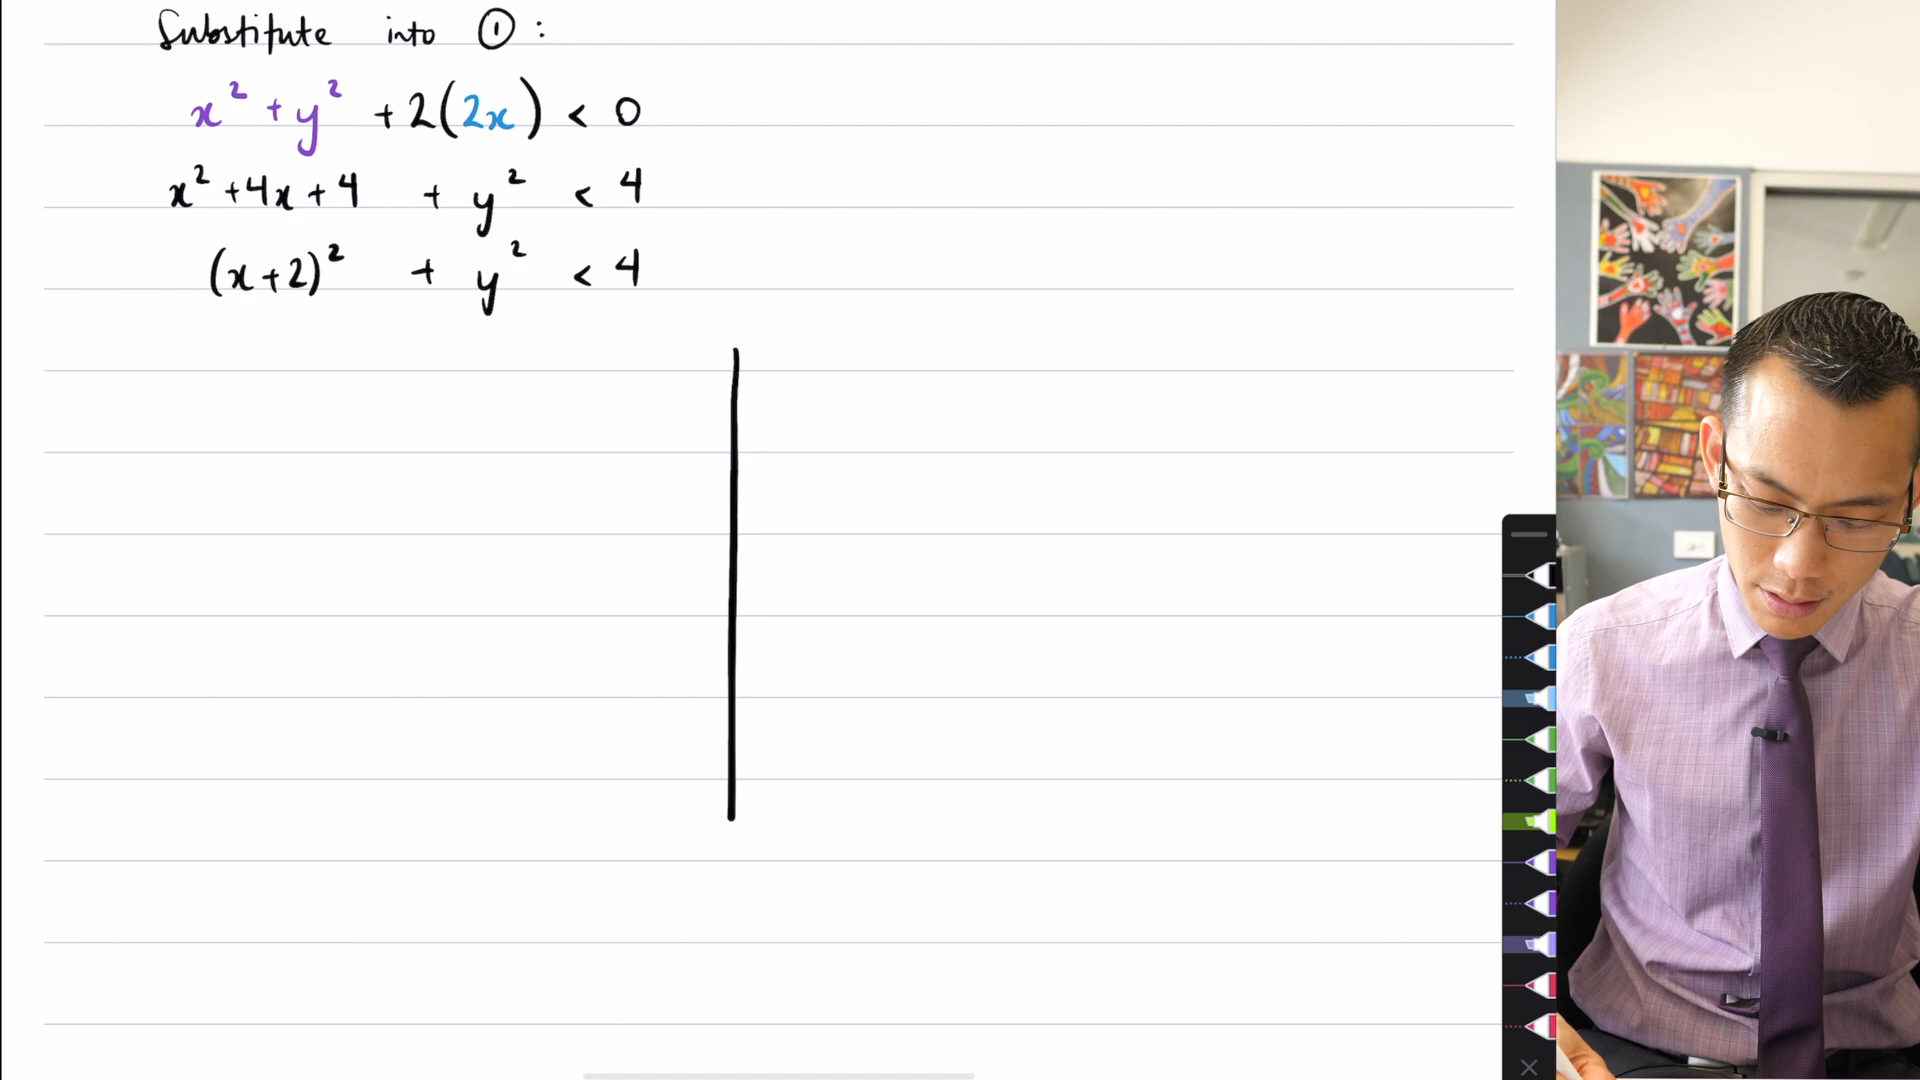 Substitute into ① :
x² + y² + 2(2x) < 0
x² + 4x + 4 + y² < 4
(x + 2)² + y² < 4